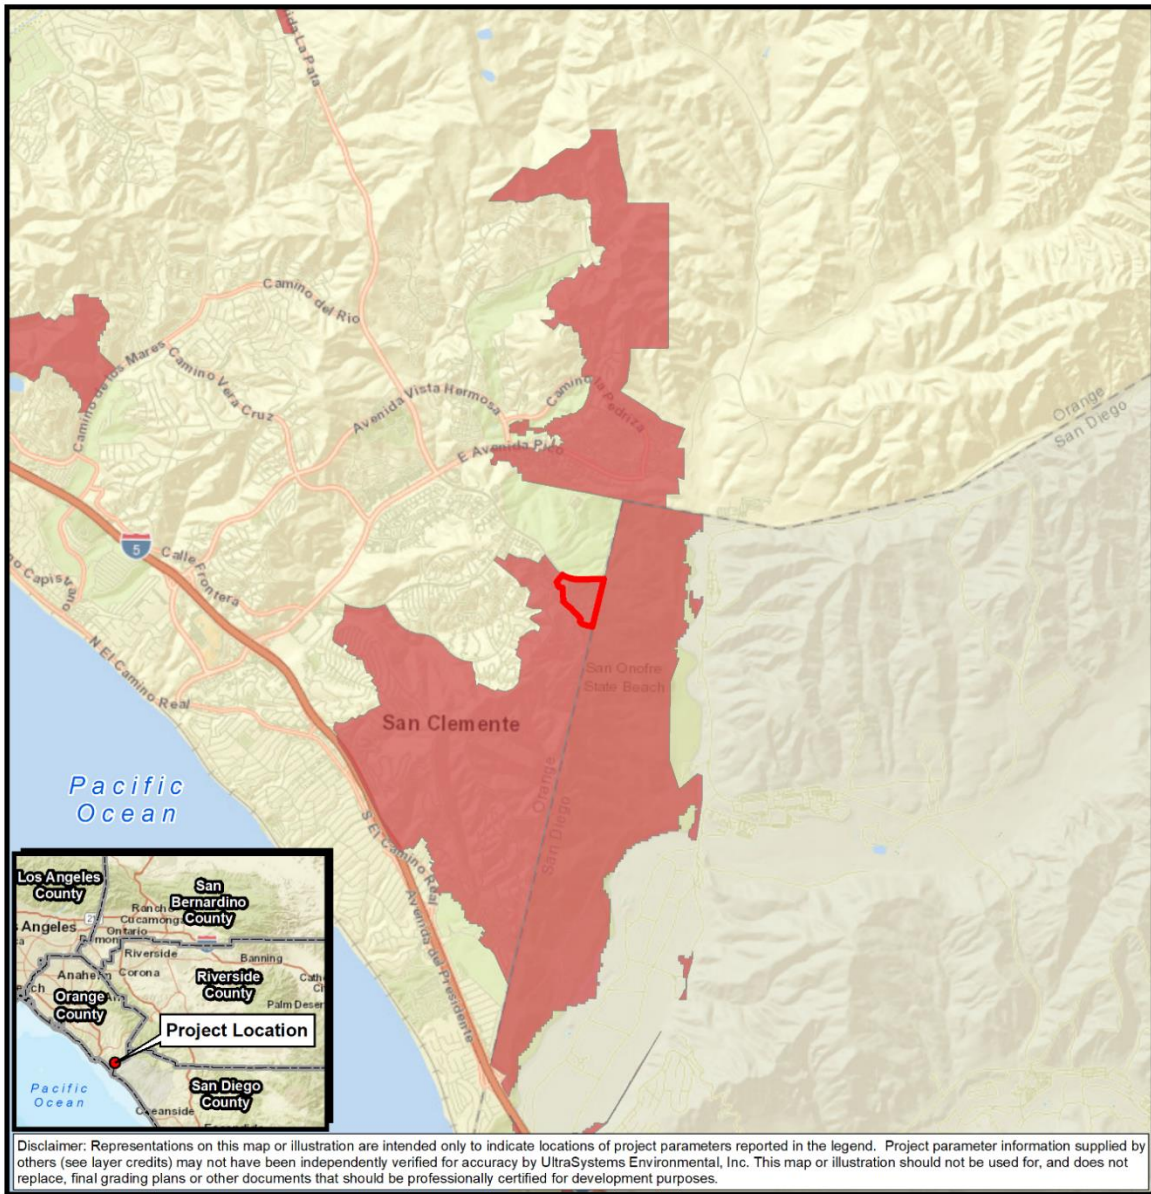 ida La Pata
Camino del Rio
Camino de los Mares
Camino Vera Cruz
Avenida Vista Hermosa
Camino la Pedriza
E Avenida Pico
Orange
San Diego
5
Calle Frontera
o Capist
ano
N El Camino Real
San Onofre
State Beach
San Clemente
Orange
San Diego
Pacific
Ocean
S El Camino Real
Avenida del Presidente
Los Angeles
County
San
Bernardino
County
Rancho
Cucamong
s Angeles
Ontario
Riverside
Banning
Anahe
Corona
Riverside
County
Orange
County
Palm Deser
Project Location
San Diego
County
Pacific
Ocean
Oceanside
Disclaimer: Representations on this map or illustration are intended only to indicate locations of project parameters reported in the legend. Project parameter information supplied by
others (see layer credits) may not have been independently verified for accuracy by UltraSystems Environmental, Inc. This map or illustration should not be used for, and does not
replace, final grading plans or other documents that should be professionally certified for development purposes.